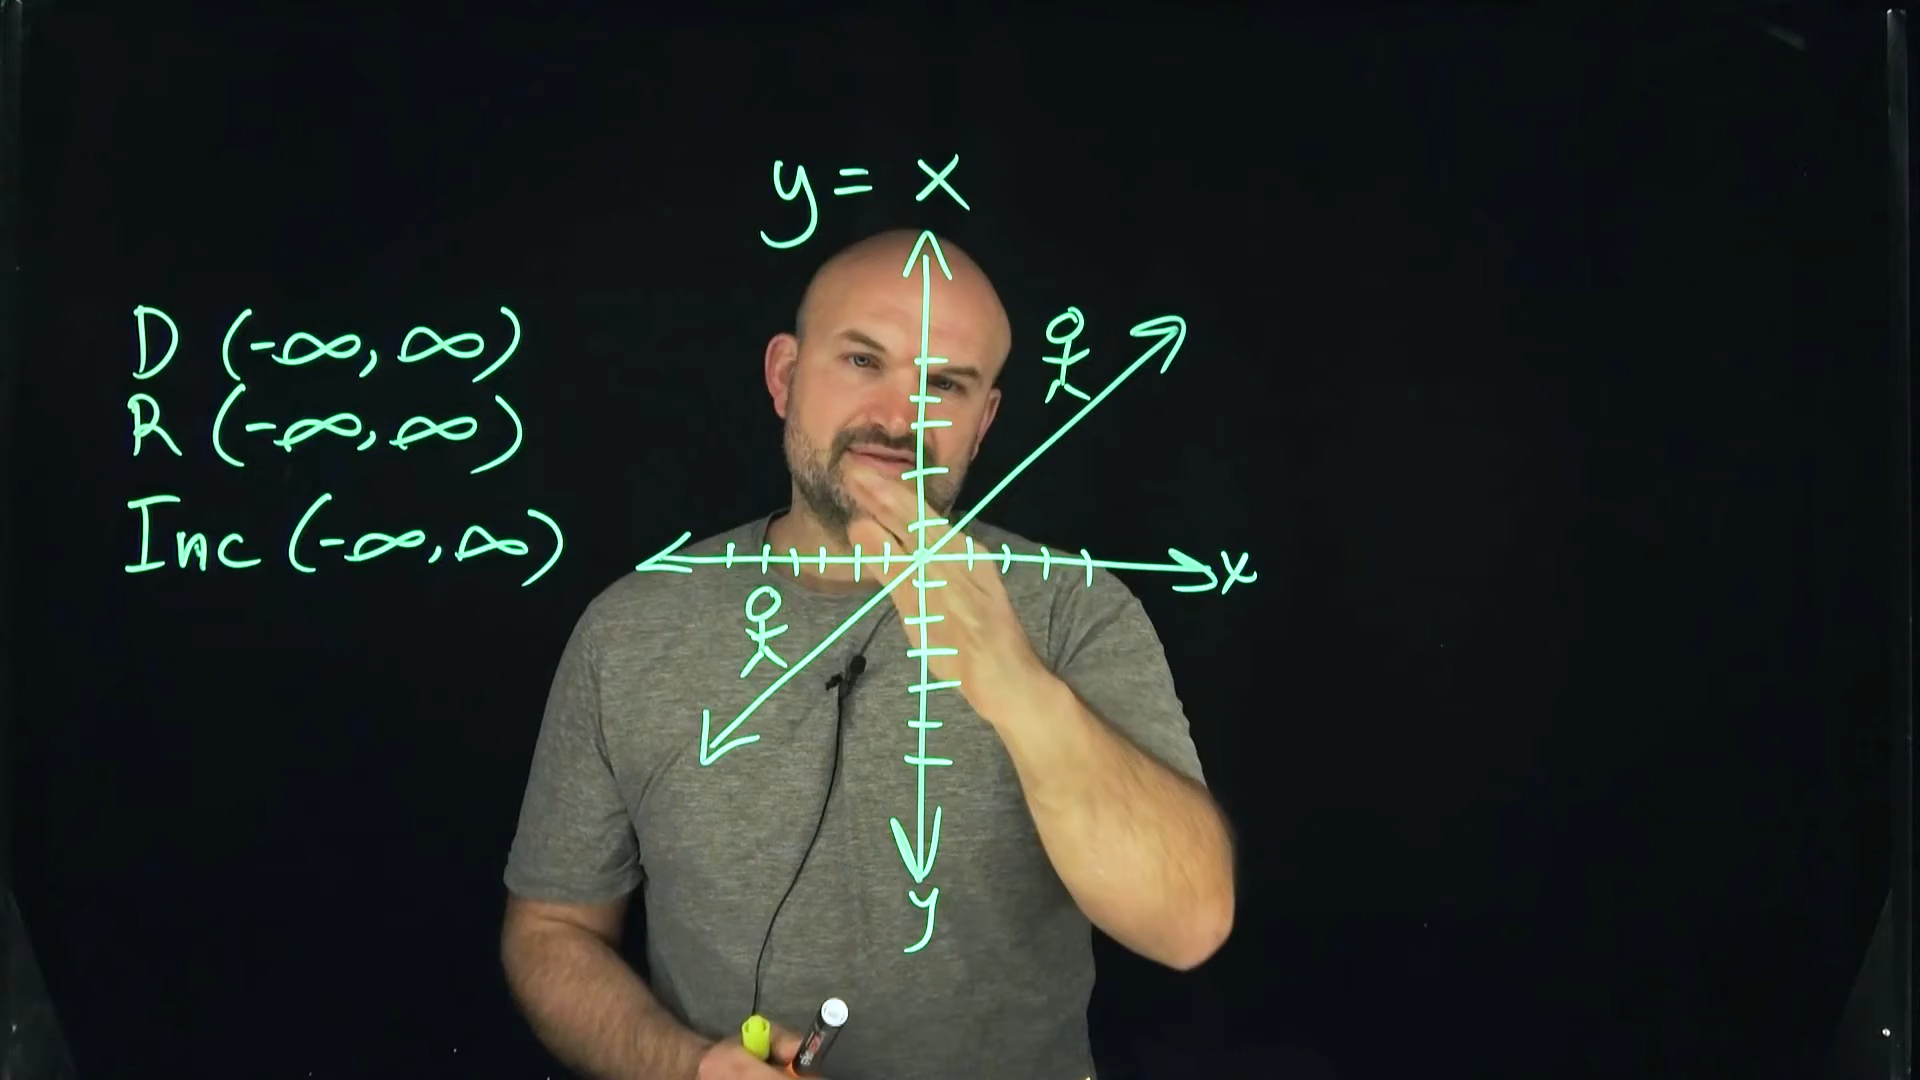 y = x
D (-∞, ∞)
R (-∞, ∞)
Inc (-∞, ∞)
x
y